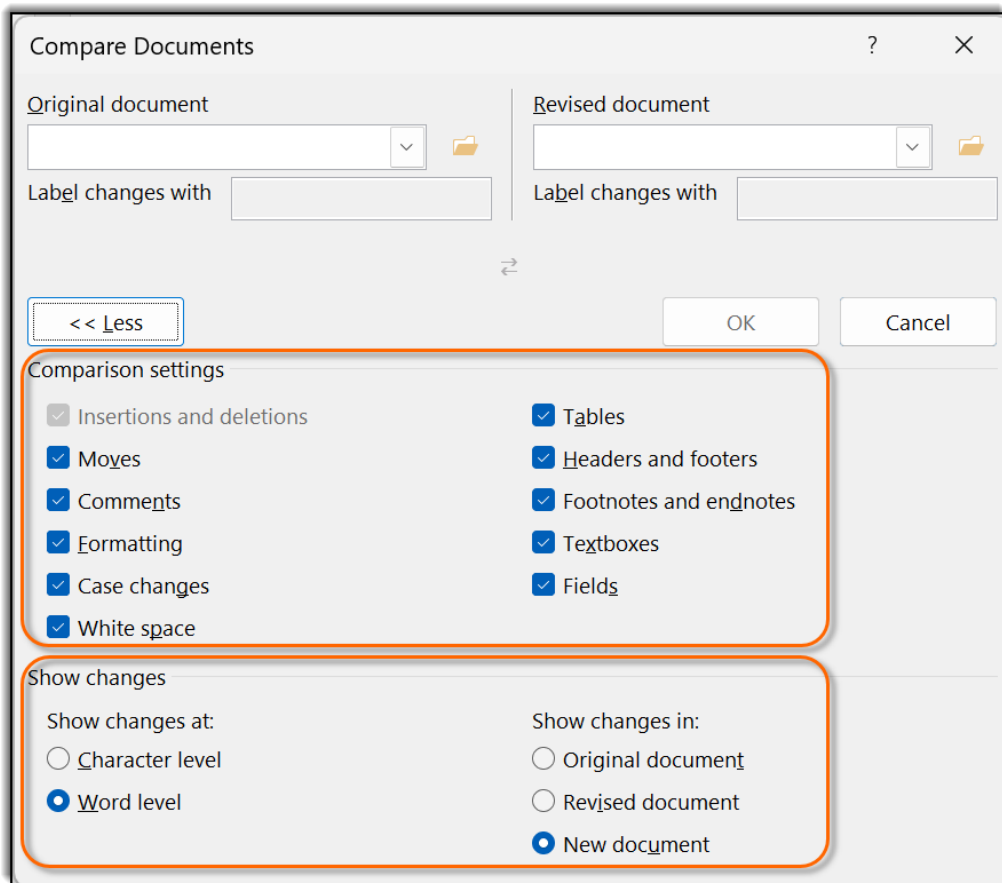 Compare Documents ?
Original document
Revised document
Label changes with
Label changes with
<< Less
OK
Cancel
Comparison settings
Insertions and deletions
Moves
Comments
Formatting
Case changes
White space
Tables
Headers and footers
Footnotes and endnotes
Textboxes
Fields
Show changes
Show changes at:
Character level
Word level
Show changes in:
Original document
Revised document
New document